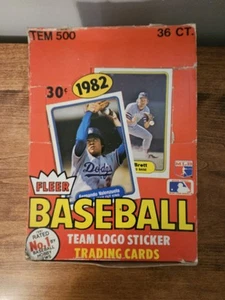 TEM 500 36 CT.
30¢ 1982
Brett
Dodgers
Fernando Valenzuela
FLEER
BASEBALL
RATED
No.1
TEAM LOGO STICKER
TRADING CARDS